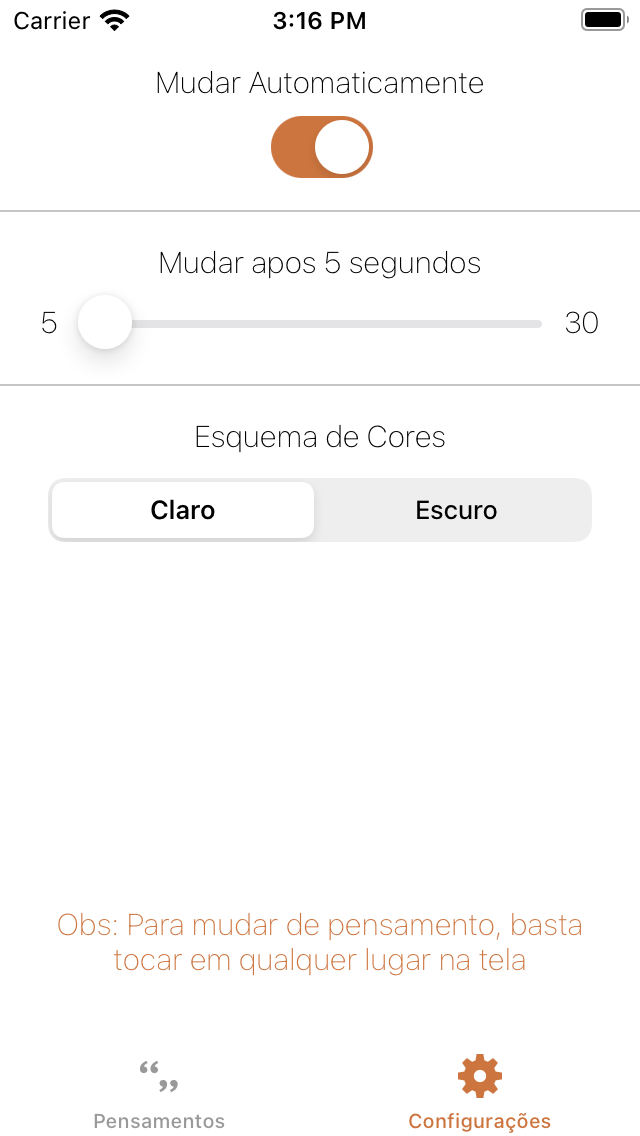 Carrier 3:16 PM
Mudar Automaticamente
Mudar apos 5 segundos
5 30
Esquema de Cores
Claro Escuro
Obs: Para mudar de pensamento, basta
tocar em qualquer lugar na tela
Pensamentos Configurações